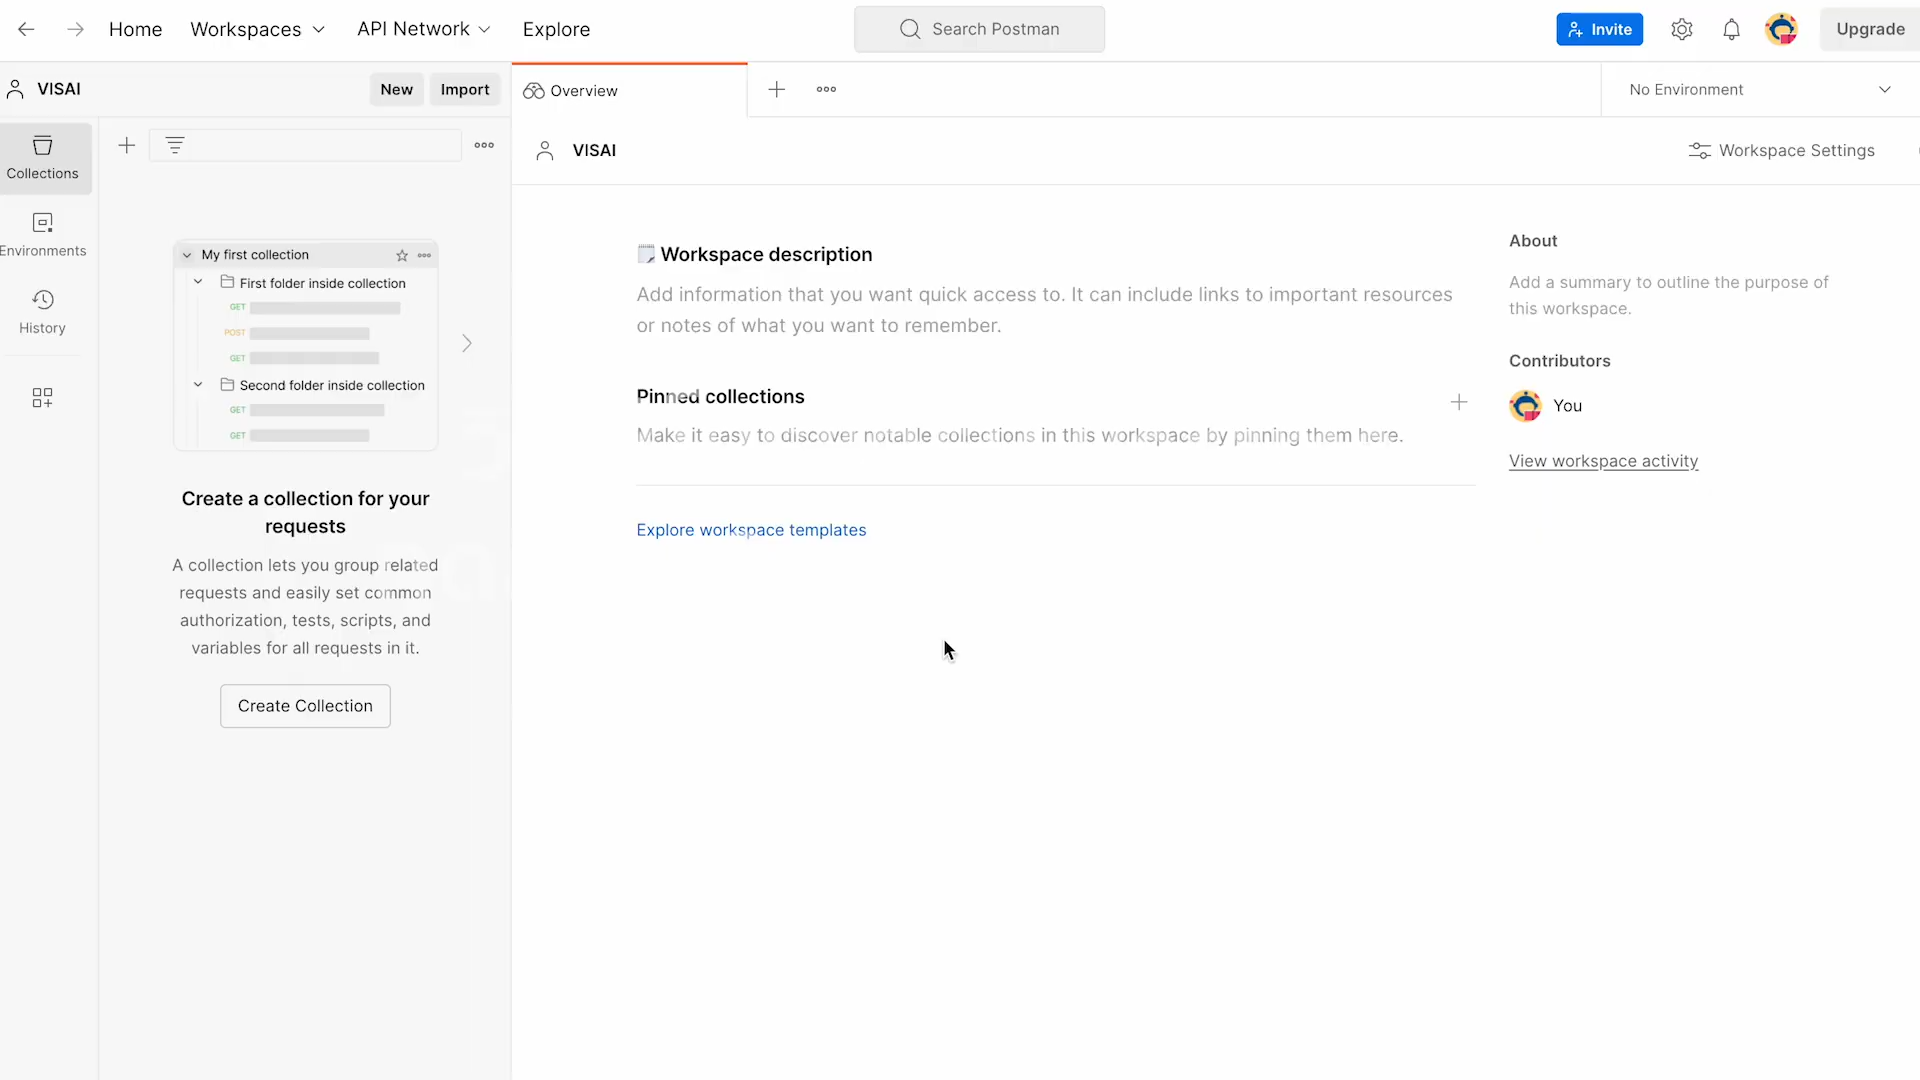 Home
Workspaces
API Network
Explore
Search Postman
Invite
Upgrade
VISAI
New
Import
Overview
No Environment
Collections
Environments
History
VISAI
Workspace Settings
My first collection
First folder inside collection
GET
POST
GET
Second folder inside collection
GET
GET
Create a collection for your
requests
A collection lets you group related
requests and easily set common
authorization, tests, scripts, and
variables for all requests in it.
Create Collection
Workspace description
Add information that you want quick access to. It can include links to important resources
or notes of what you want to remember.
Pinned collections
Make it easy to discover notable collections in this workspace by pinning them here.
Explore workspace templates
About
Add a summary to outline the purpose of
this workspace.
Contributors
You
View workspace activity